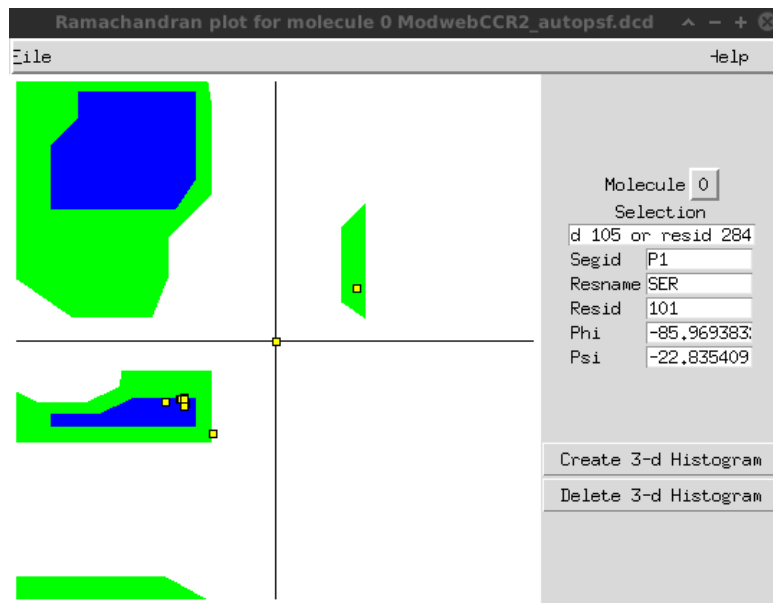 Ramachandran plot for molecule 0 ModwebCCR2_autopsf.dcd
File
Help
Molecule 0
Selection
d 105 or resid 284
Segid P1
Resname SER
Resid 101
Phi -85.969383
Psi -22.835409
Create 3-d Histogram
Delete 3-d Histogram